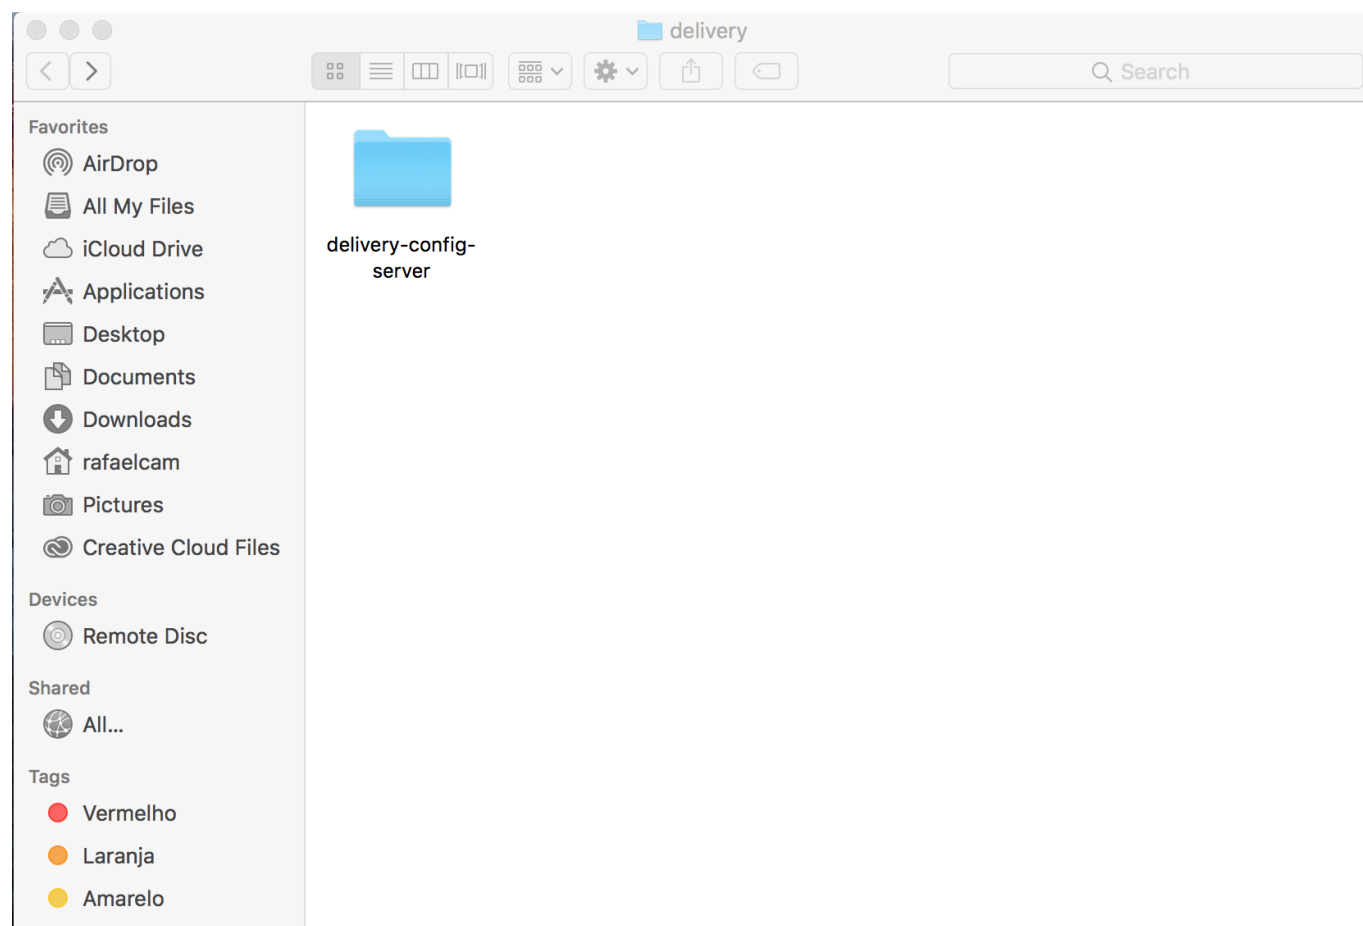 delivery
Search
Favorites
AirDrop
All My Files
iCloud Drive
Applications
Desktop
Documents
Downloads
rafaelcam
Pictures
Creative Cloud Files
Devices
Remote Disc
Shared
All...
Tags
Vermelho
Laranja
Amarelo
delivery-config-
server